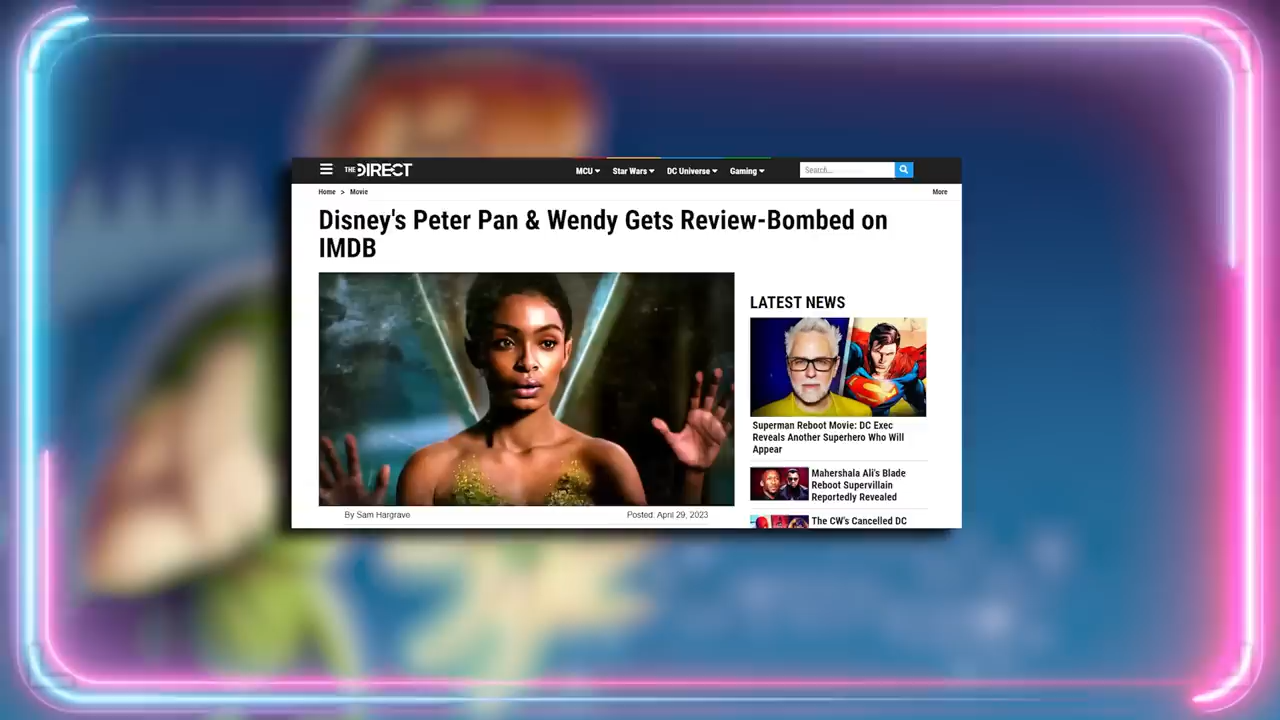 THE DIRECT
MCU
Star Wars
DC Universe
Gaming
Search...
Home > Movie
More
Disney's Peter Pan & Wendy Gets Review-Bombed on
IMDB
By Sam Hargrave
Posted: April 29, 2023
LATEST NEWS
Superman Reboot Movie: DC Exec
Reveals Another Superhero Who Will
Appear
Mahershala Ali's Blade
Reboot Supervillain
Reportedly Revealed
The CW's Cancelled DC